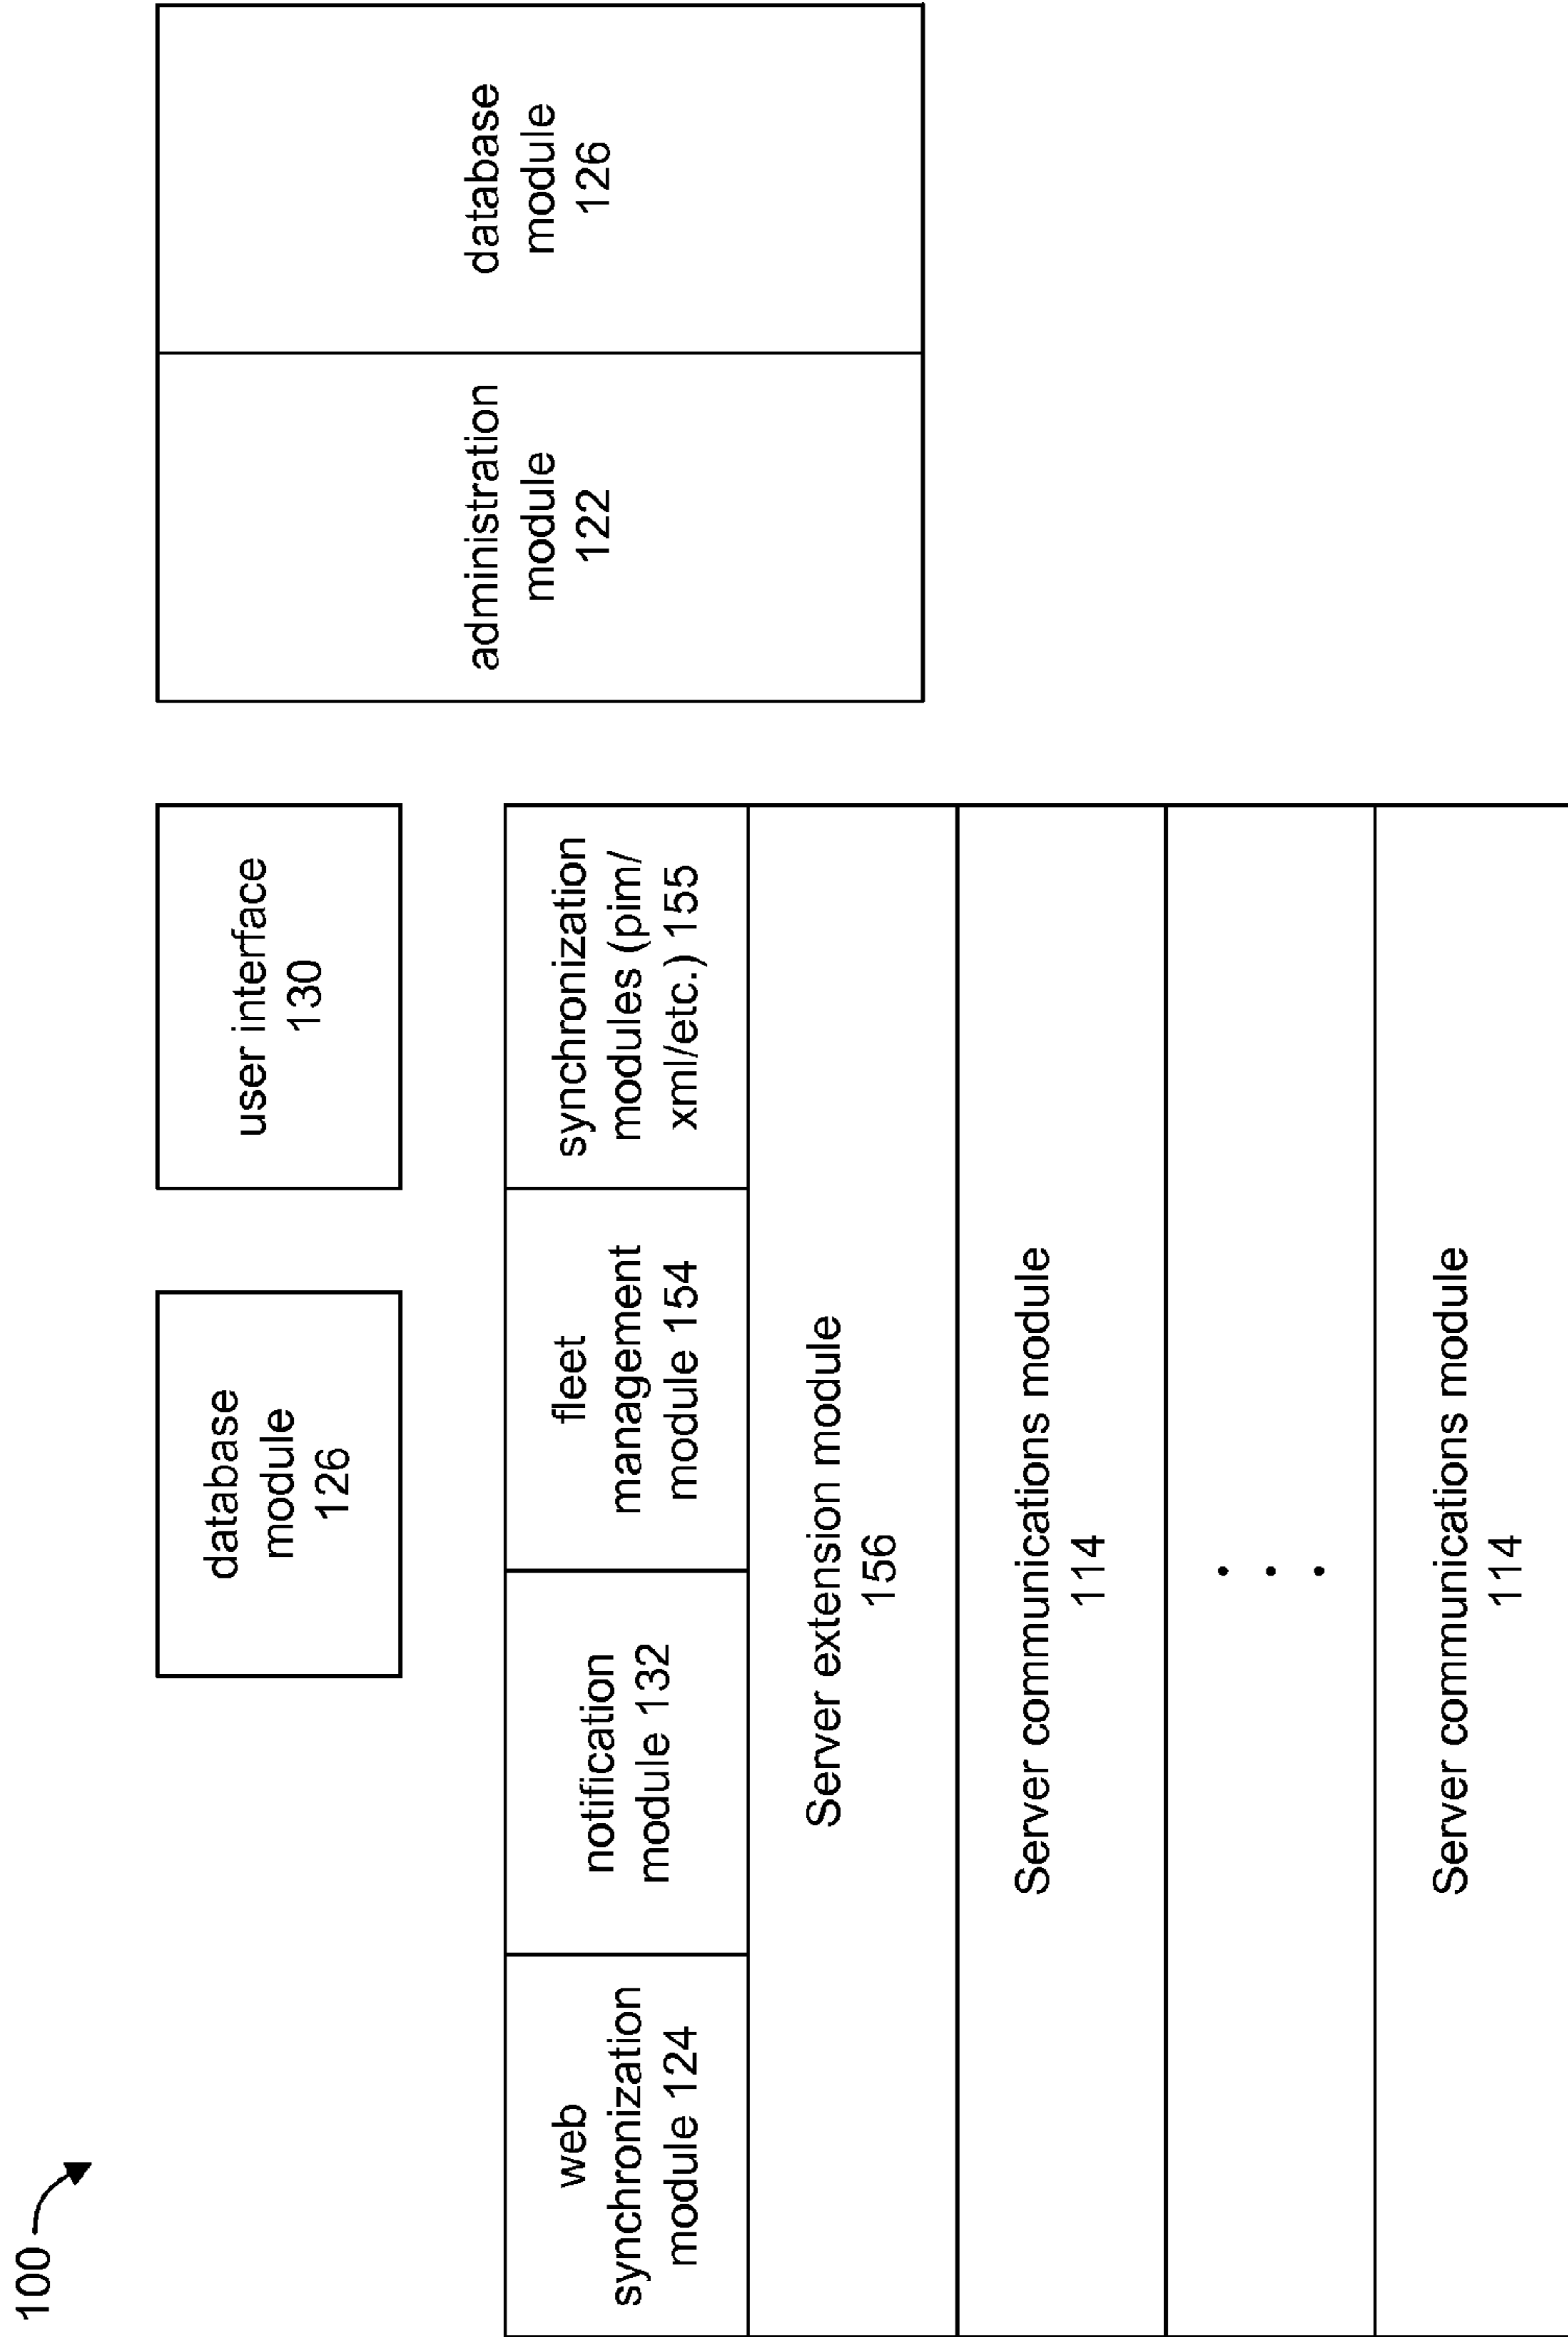 100
database
module
126
user interface
130
administration
module
122
database
module
126
web
synchronization
module 124
notification
module 132
fleet
management
module 154
synchronization
modules (pim/
xml/etc.) 155
Server extension module
156
Server communications module
114
Server communications module
114